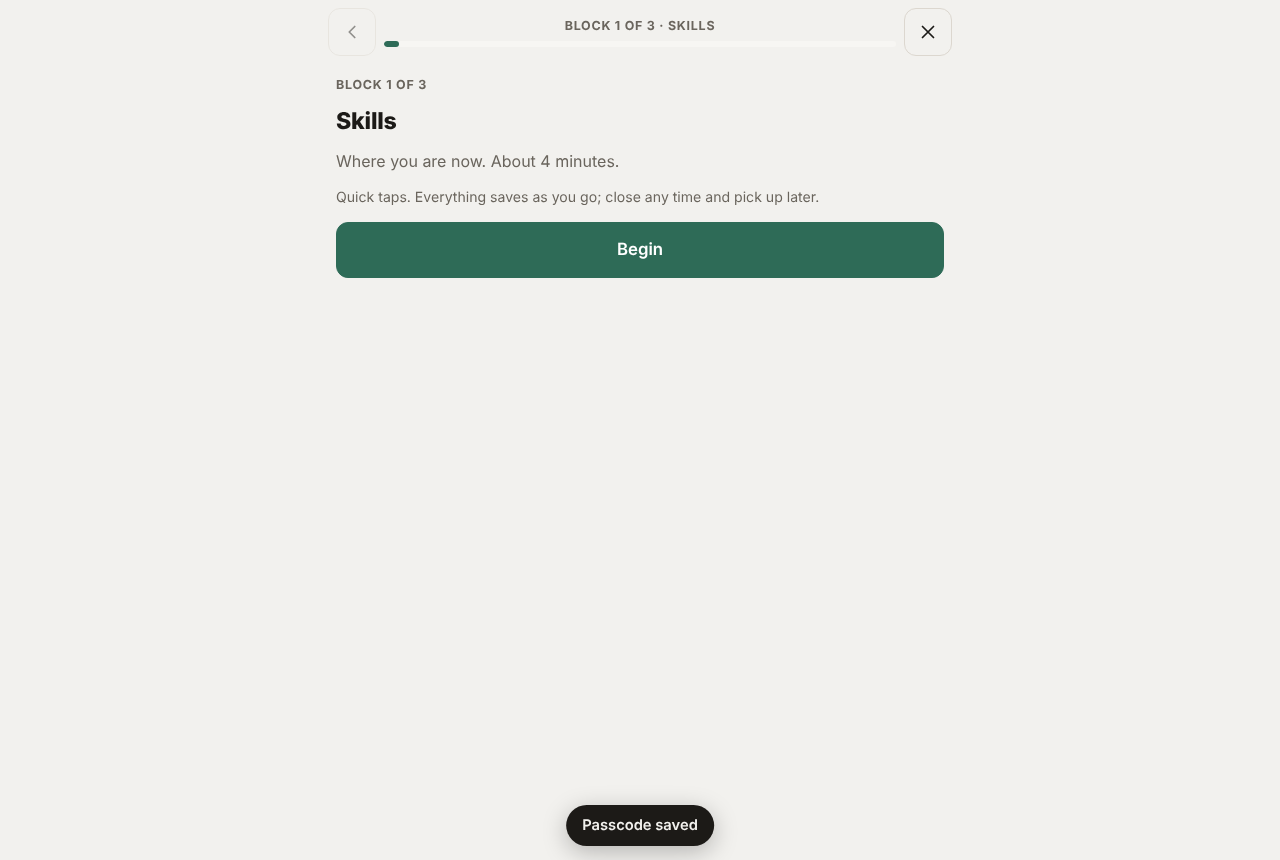 BLOCK 1 OF 3 · SKILLS
BLOCK 1 OF 3
Skills
Where you are now. About 4 minutes.
Quick taps. Everything saves as you go; close any time and pick up later.
Begin
Passcode saved